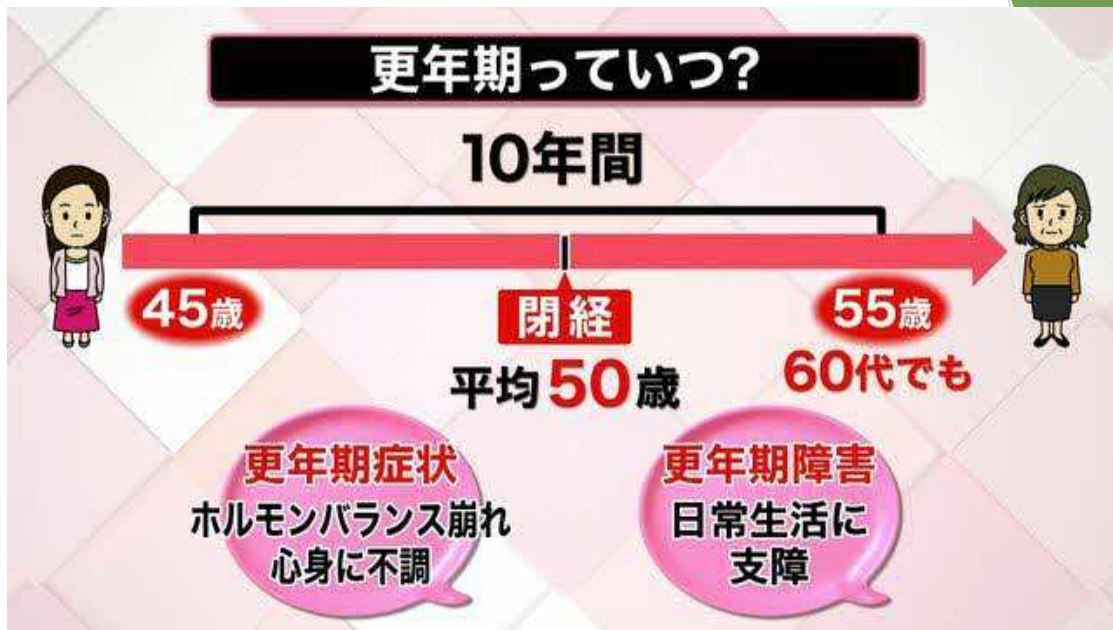 更年期っていつ?
10年間
45歳
閉経
55歳
平均50歳
60代でも
更年期症状
ホルモンバランス崩れ
心身に不調
更年期障害
日常生活に
支障